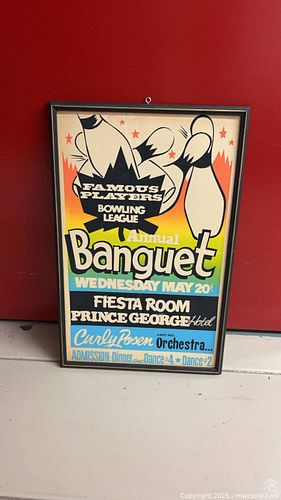 FAMOUS
PLAYERS
BOWLING
LEAGUE
Annual
Banquet
WEDNESDAY MAY 20
FIESTA ROOM
PRINCE GEORGE Hotel
Curly Posen AND HIS Orchestra...
ADMISSION-Dinner and Dance $4. ★ Dance $2
Copyright 2025 - maxsold.com